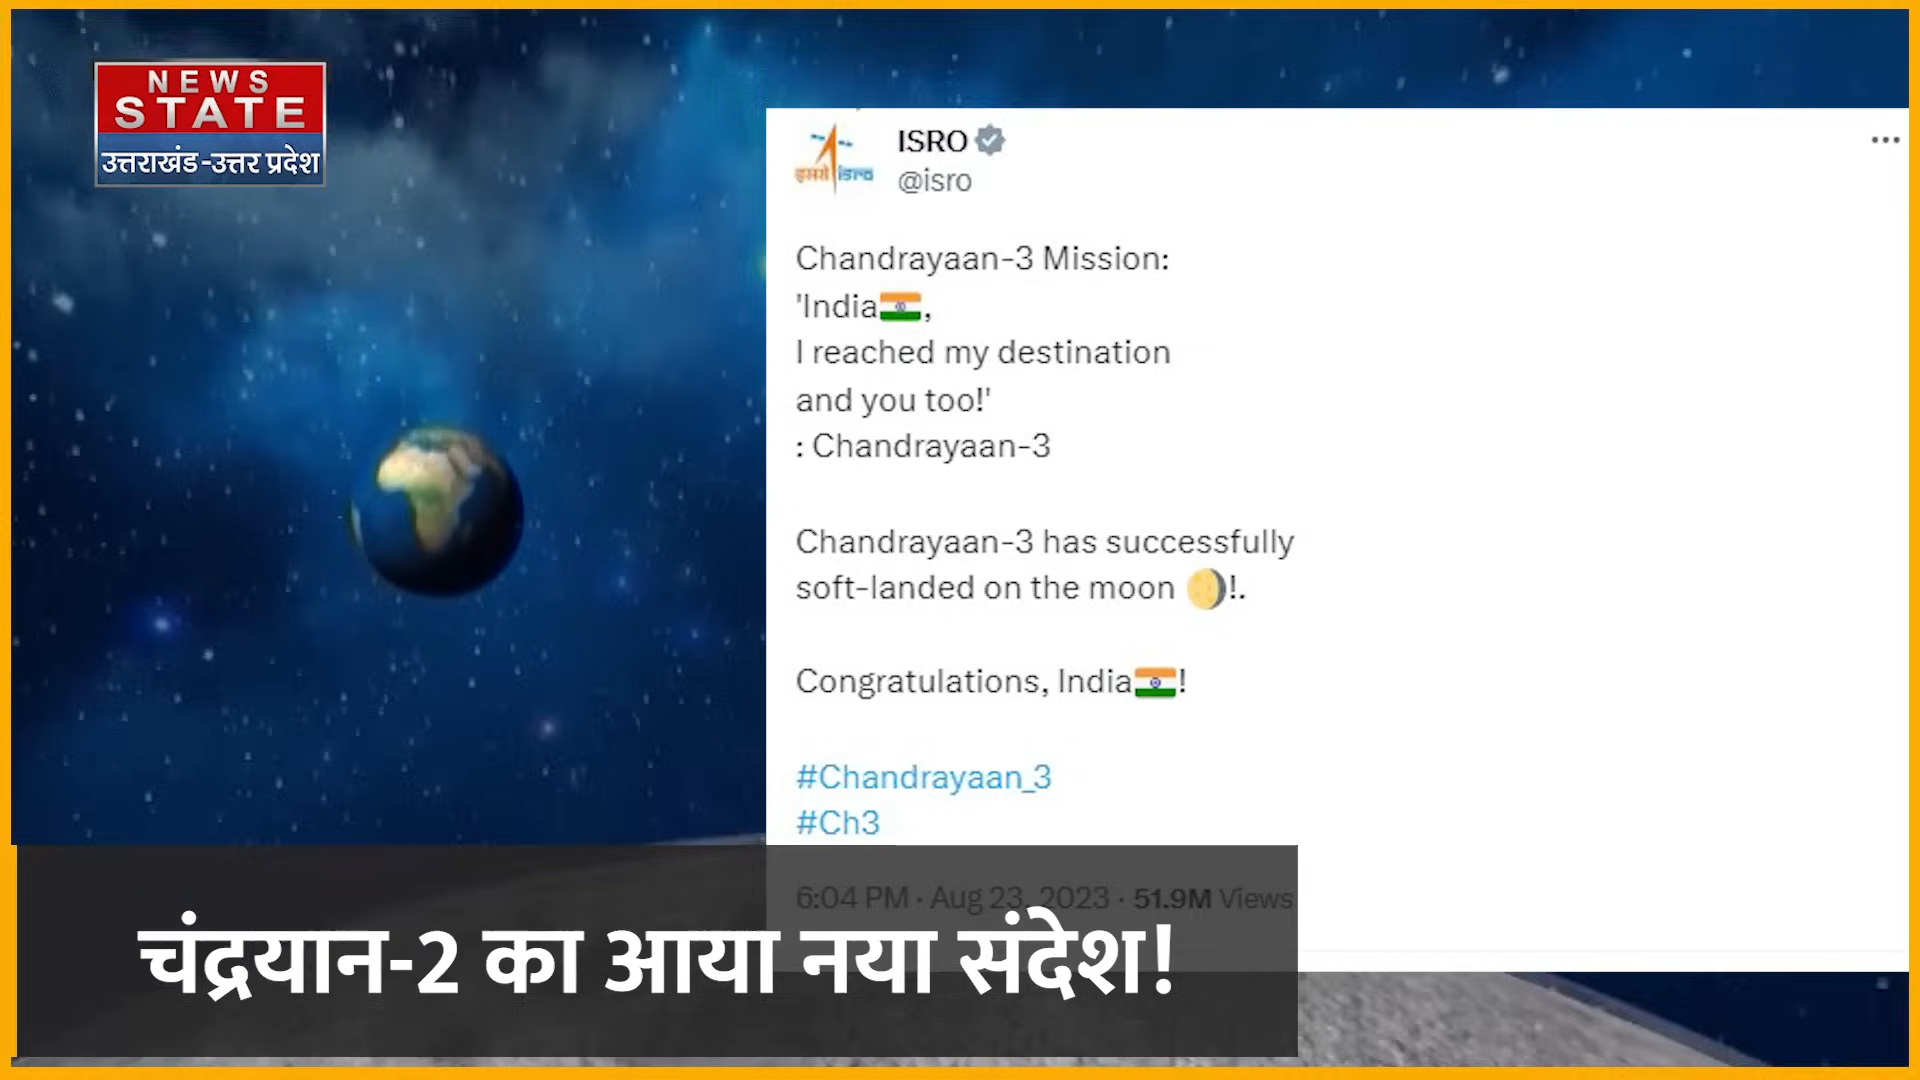 NEWS
STATE
उत्तराखंड-उत्तर प्रदेश
इसरो isro
ISRO
@isro
Chandrayaan-3 Mission:
'India🇮🇳,
I reached my destination
and you too!'
: Chandrayaan-3
Chandrayaan-3 has successfully
soft-landed on the moon 🌖!.
Congratulations, India🇮🇳!
#Chandrayaan_3
#Ch3
6:04 PM · Aug 23, 2023 · 51.9M Views
चंद्रयान-2 का आया नया संदेश!